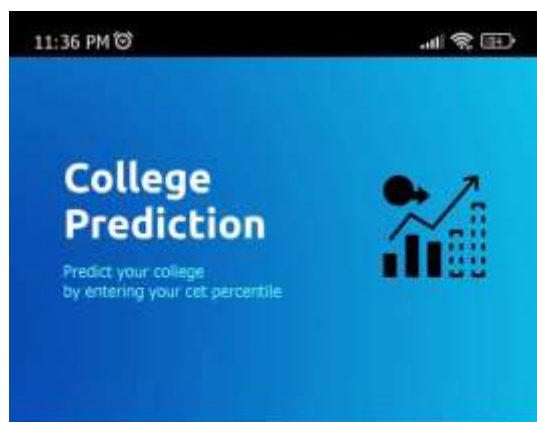 11:36 PM
College
Prediction
Predict your college
by entering your cet percentile